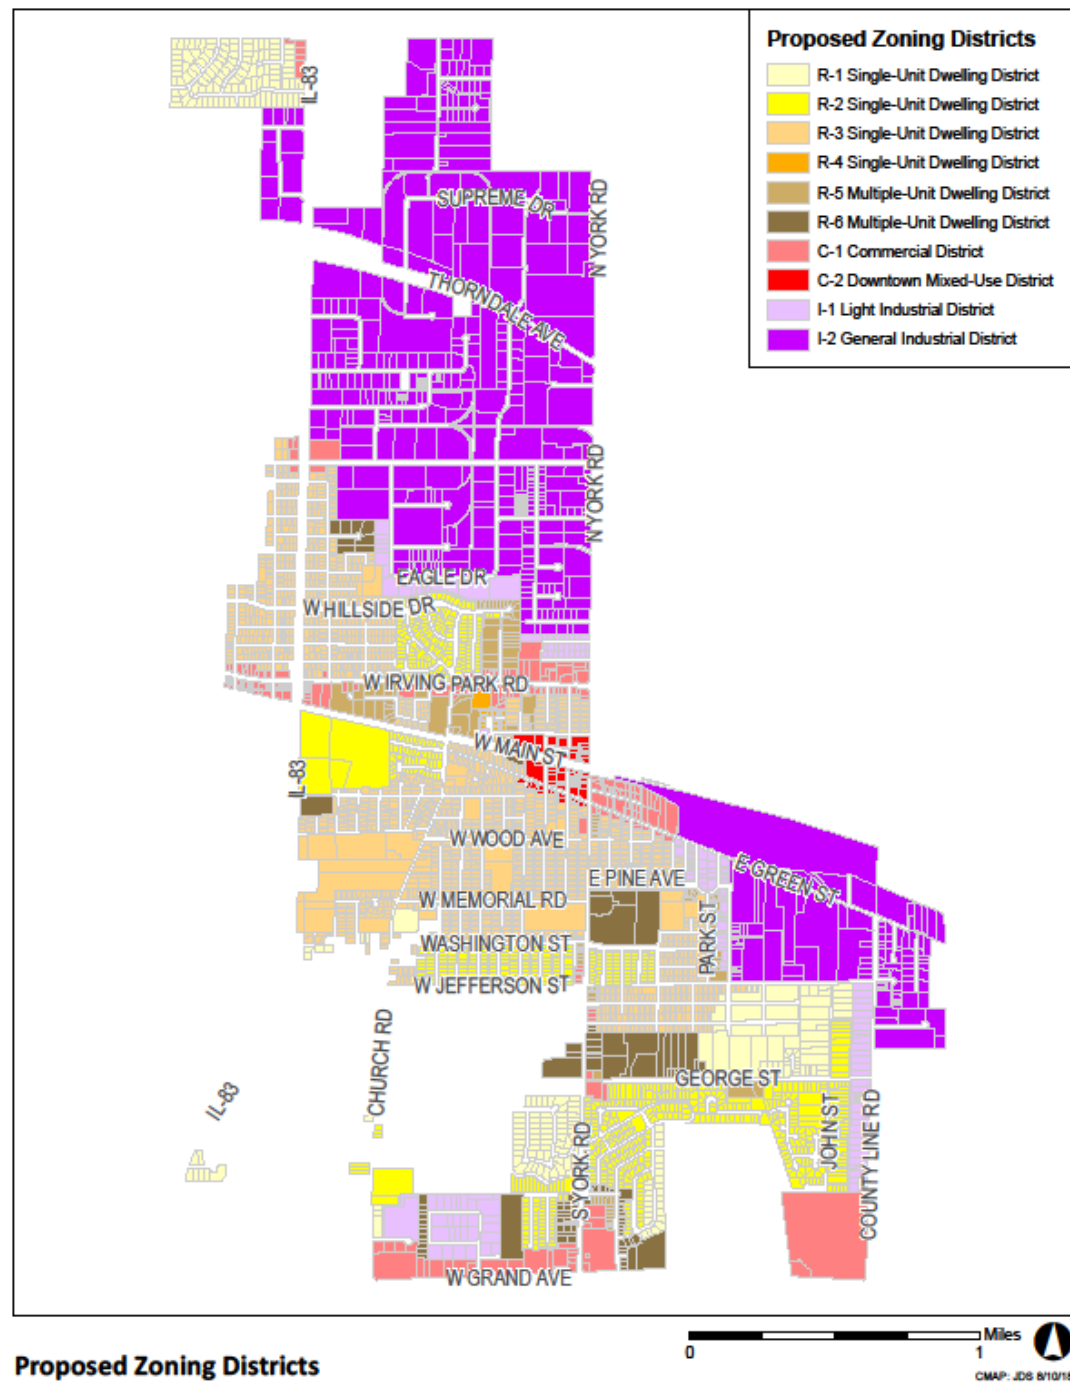 Proposed Zoning Districts
R-1 Single-Unit Dwelling District
R-2 Single-Unit Dwelling District
R-3 Single-Unit Dwelling District
R-4 Single-Unit Dwelling District
R-5 Multiple-Unit Dwelling District
R-6 Multiple-Unit Dwelling District
C-1 Commercial District
C-2 Downtown Mixed-Use District
I-1 Light Industrial District
I-2 General Industrial District
IL-83
SUPREME DR
N YORK RD
THORNDALE AVE
N YORK RD
EAGLE DR
W HILLSIDE DR
W IRVING PARK RD
W MAIN ST
IL-83
W WOOD AVE
E GREEN ST
E PINE AVE
W MEMORIAL RD
PARK ST
WASHINGTON ST
W JEFFERSON ST
CHURCH RD
GEORGE ST
IL-83
JOHN ST
COUNTY LINE RD
S YORK RD
W GRAND AVE
Miles
0 1
Proposed Zoning Districts
CMAP: JDS 8/10/18